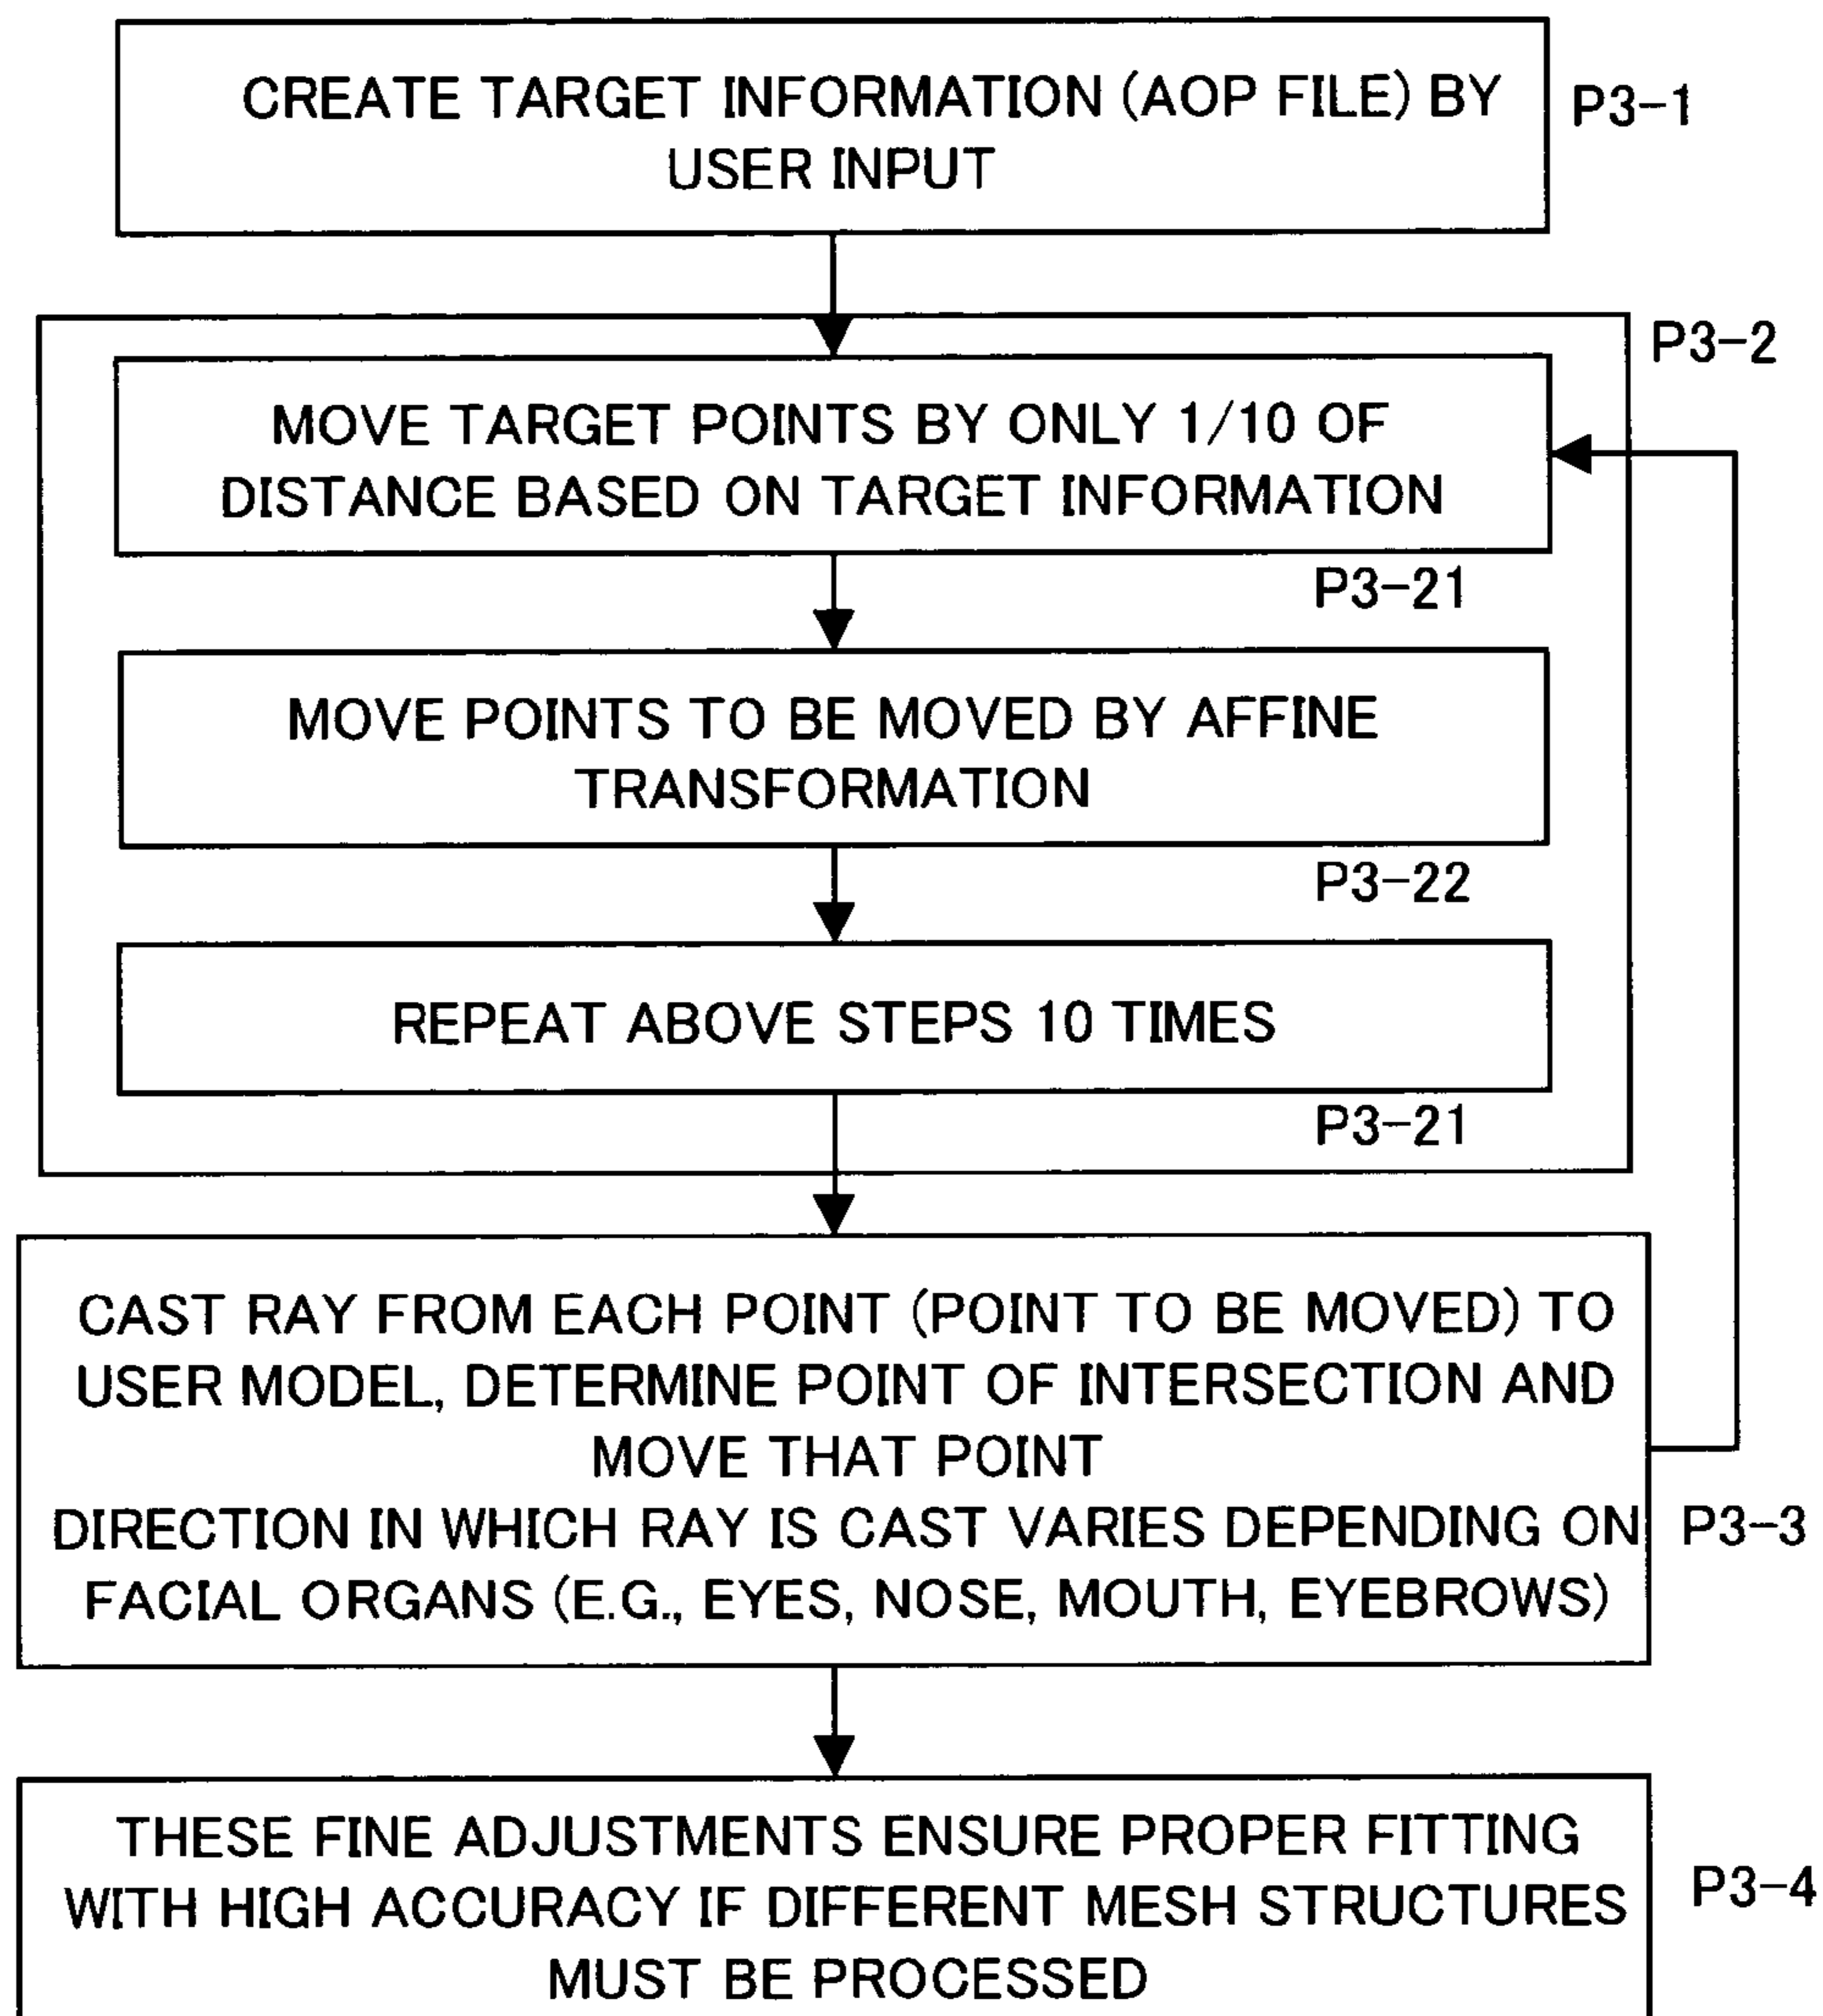 CREATE TARGET INFORMATION (AOP FILE) BY
USER INPUT
P3-1
P3-2
MOVE TARGET POINTS BY ONLY 1/10 OF
DISTANCE BASED ON TARGET INFORMATION
P3-21
MOVE POINTS TO BE MOVED BY AFFINE
TRANSFORMATION
P3-22
REPEAT ABOVE STEPS 10 TIMES
P3-21
CAST RAY FROM EACH POINT (POINT TO BE MOVED) TO
USER MODEL, DETERMINE POINT OF INTERSECTION AND
MOVE THAT POINT
DIRECTION IN WHICH RAY IS CAST VARIES DEPENDING ON
FACIAL ORGANS (E.G., EYES, NOSE, MOUTH, EYEBROWS)
P3-3
THESE FINE ADJUSTMENTS ENSURE PROPER FITTING
WITH HIGH ACCURACY IF DIFFERENT MESH STRUCTURES
MUST BE PROCESSED
P3-4